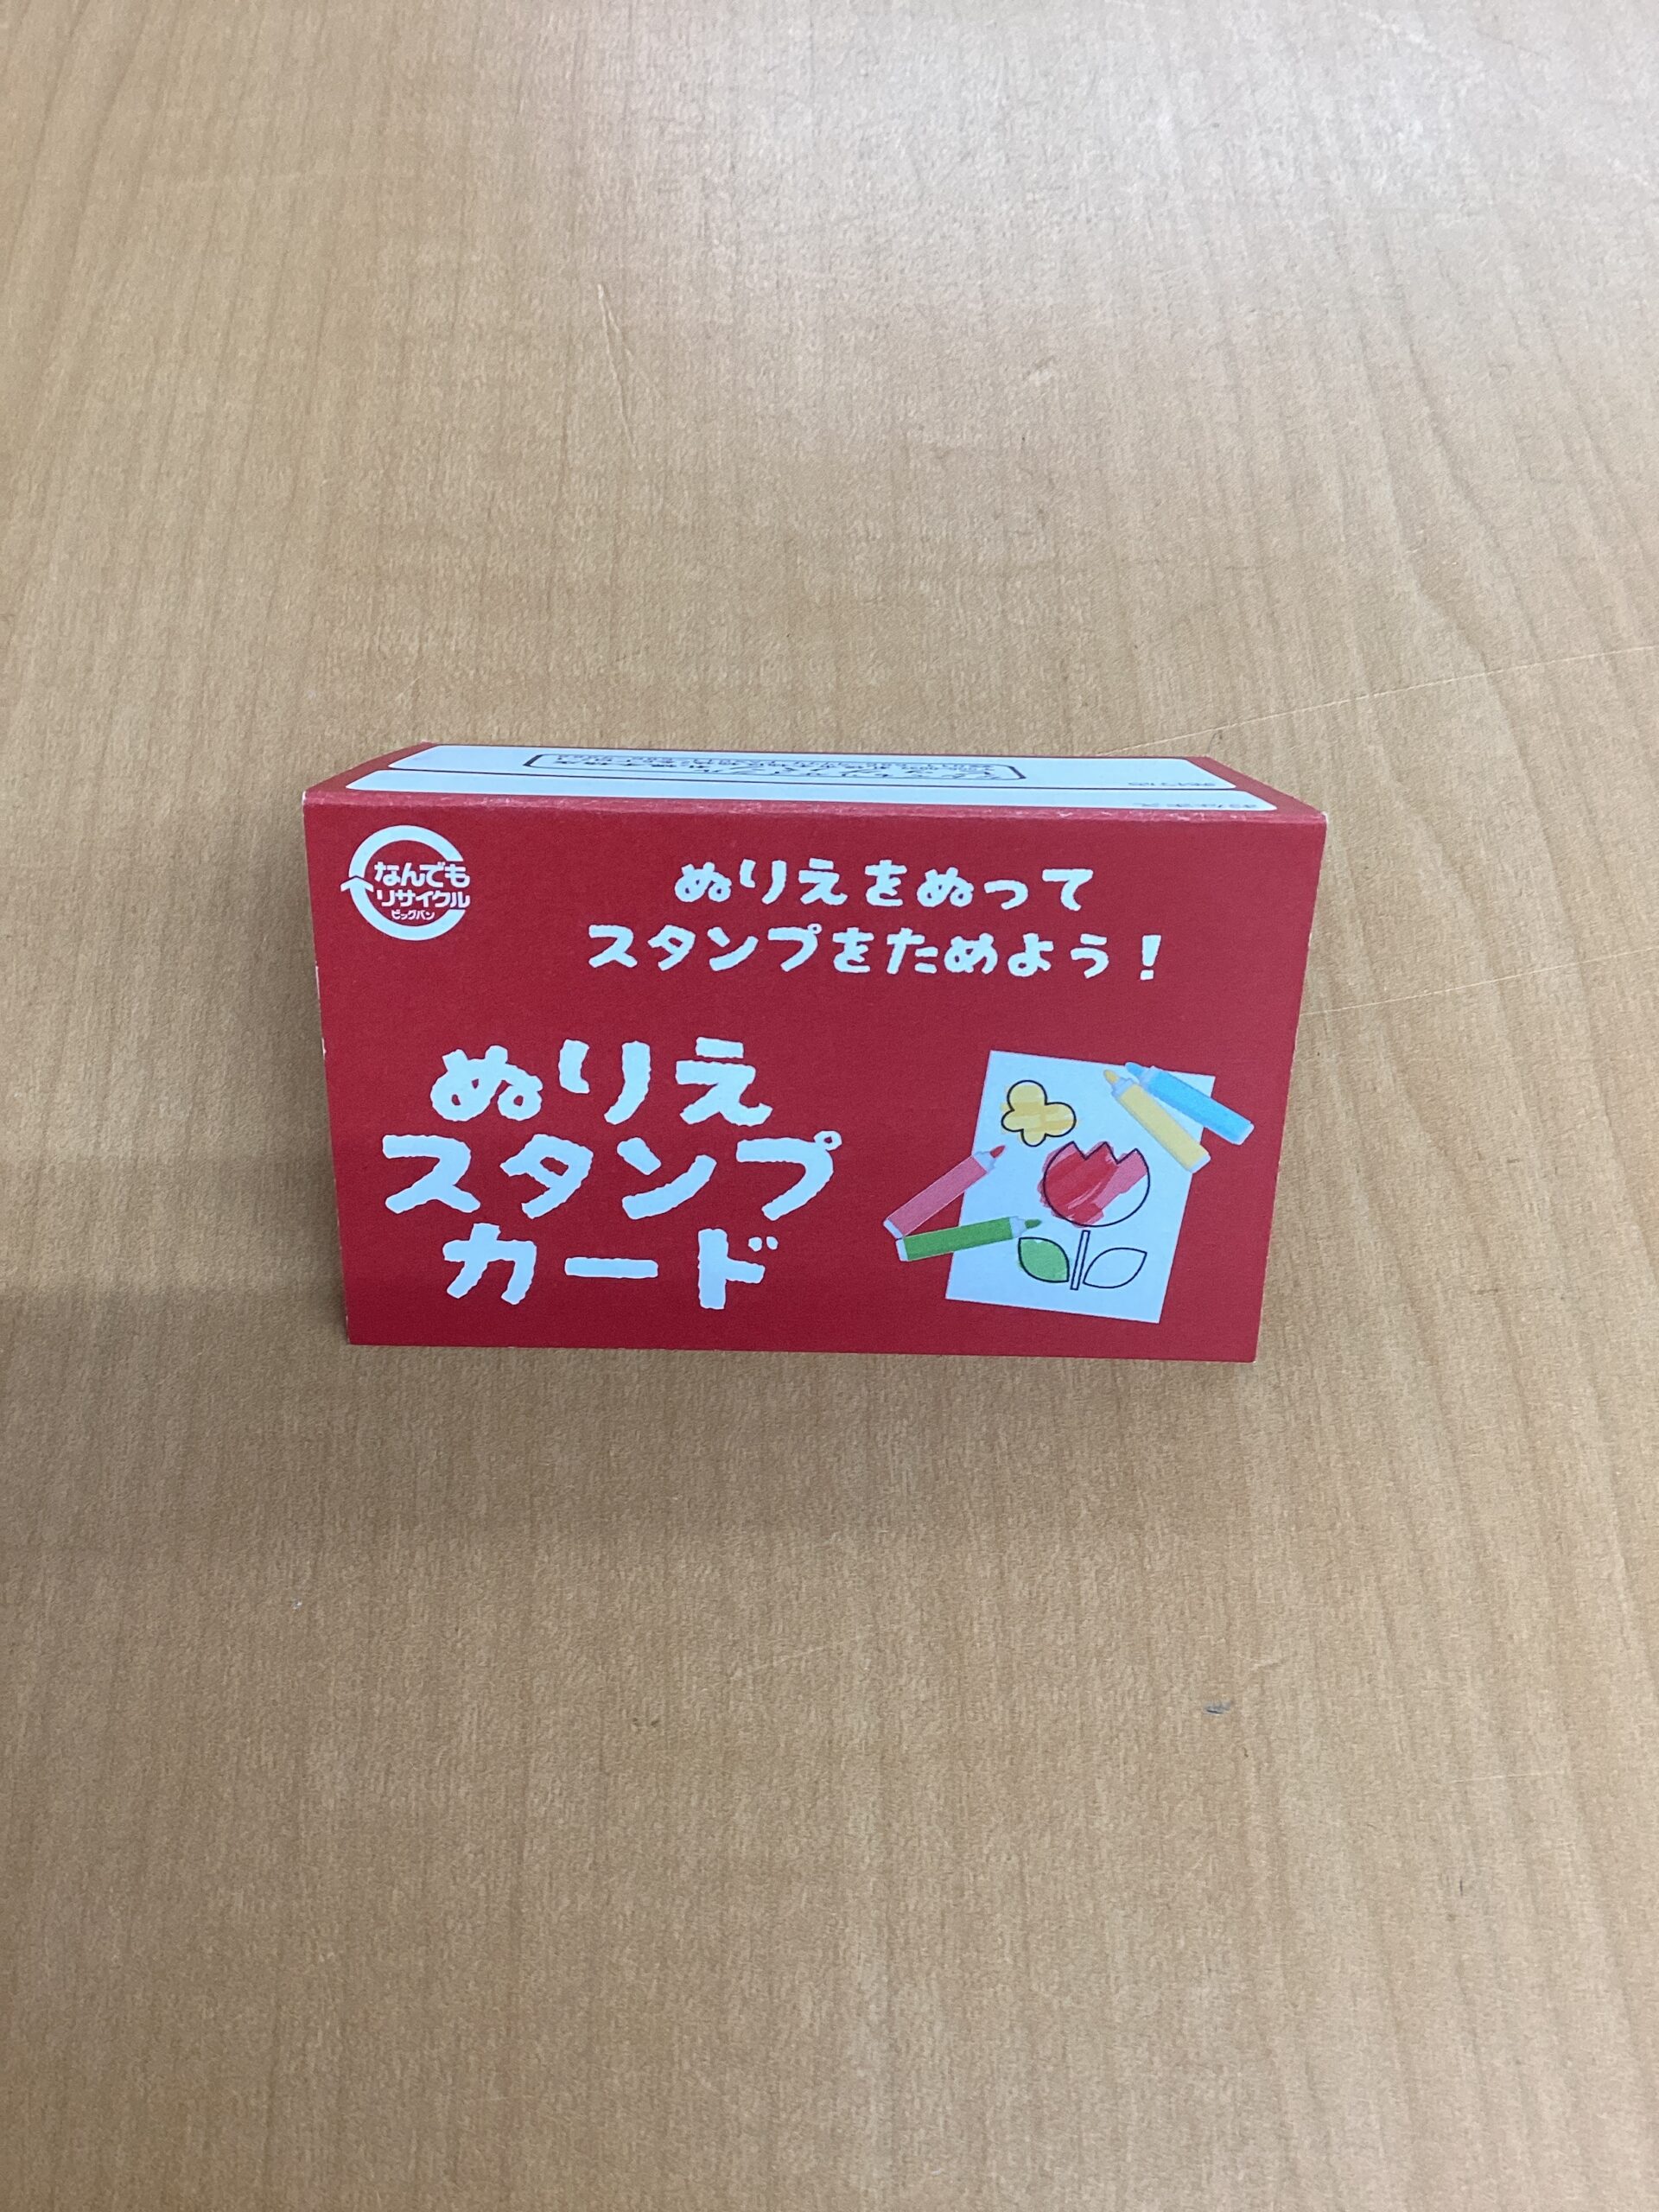 なんでも
リサイクル
ビッグバン
ぬりえをぬって
スタンプをためよう！
ぬりえ
スタンプ
カード